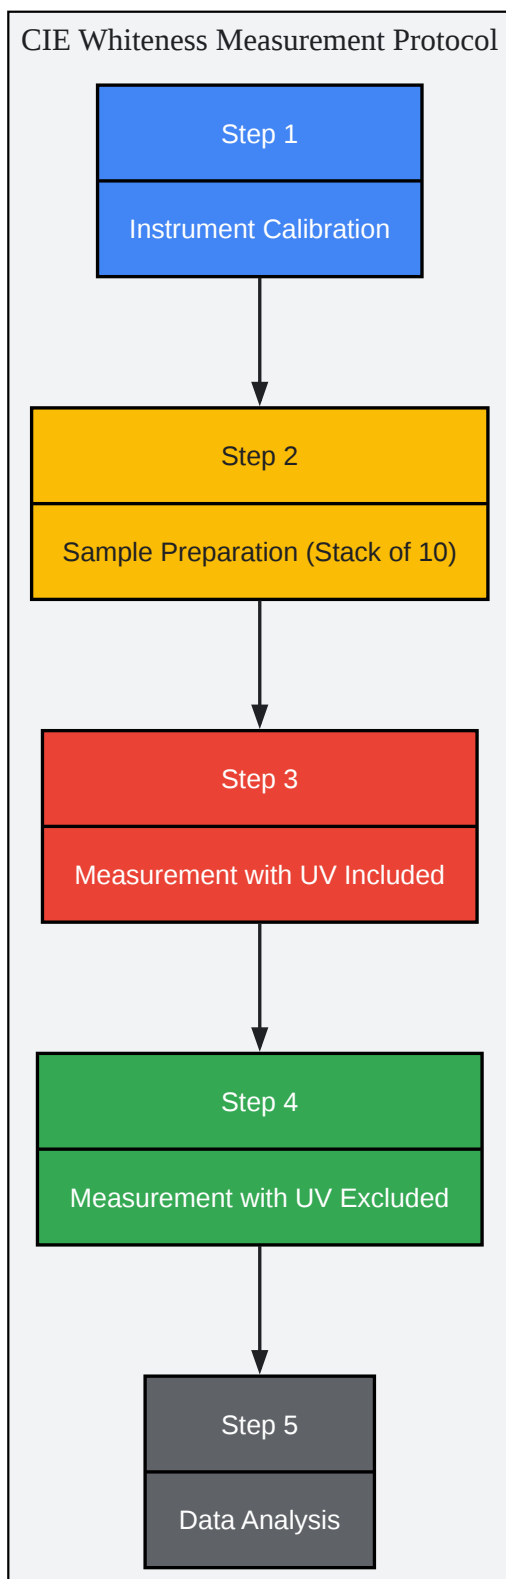 CIE Whiteness Measurement Protocol
Step 1
Instrument Calibration
Step 2
Sample Preparation (Stack of 10)
Step 3
Measurement with UV Included
Step 4
Measurement with UV Excluded
Step 5
Data Analysis